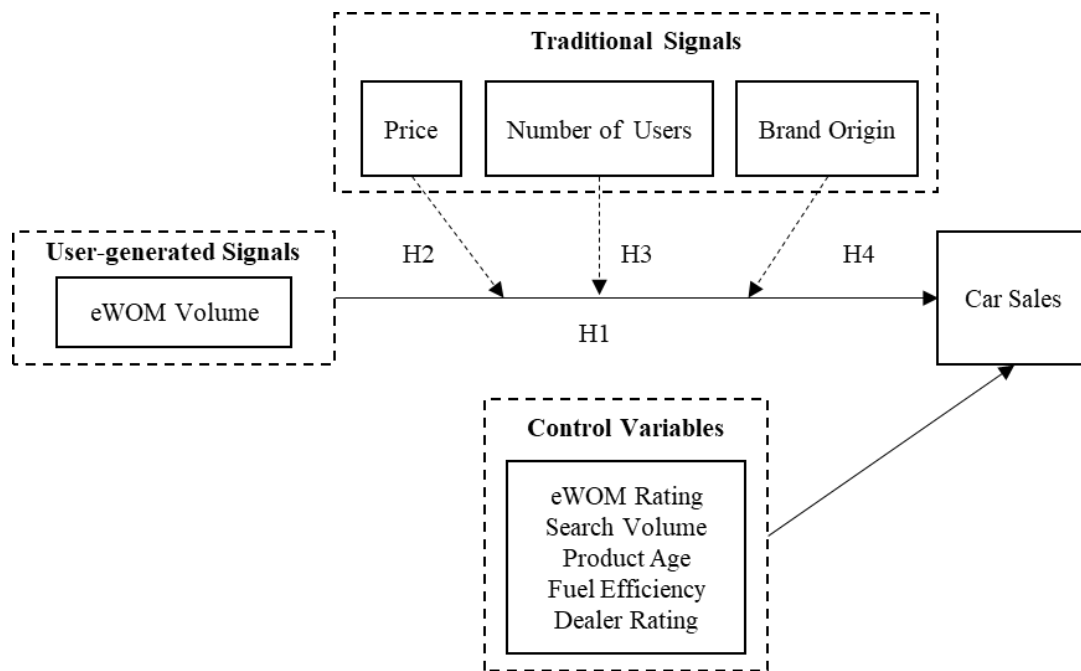 Traditional Signals
Price
Number of Users
Brand Origin
User-generated Signals
eWOM Volume
H2
H3
H4
H1
Car Sales
Control Variables
eWOM Rating
Search Volume
Product Age
Fuel Efficiency
Dealer Rating